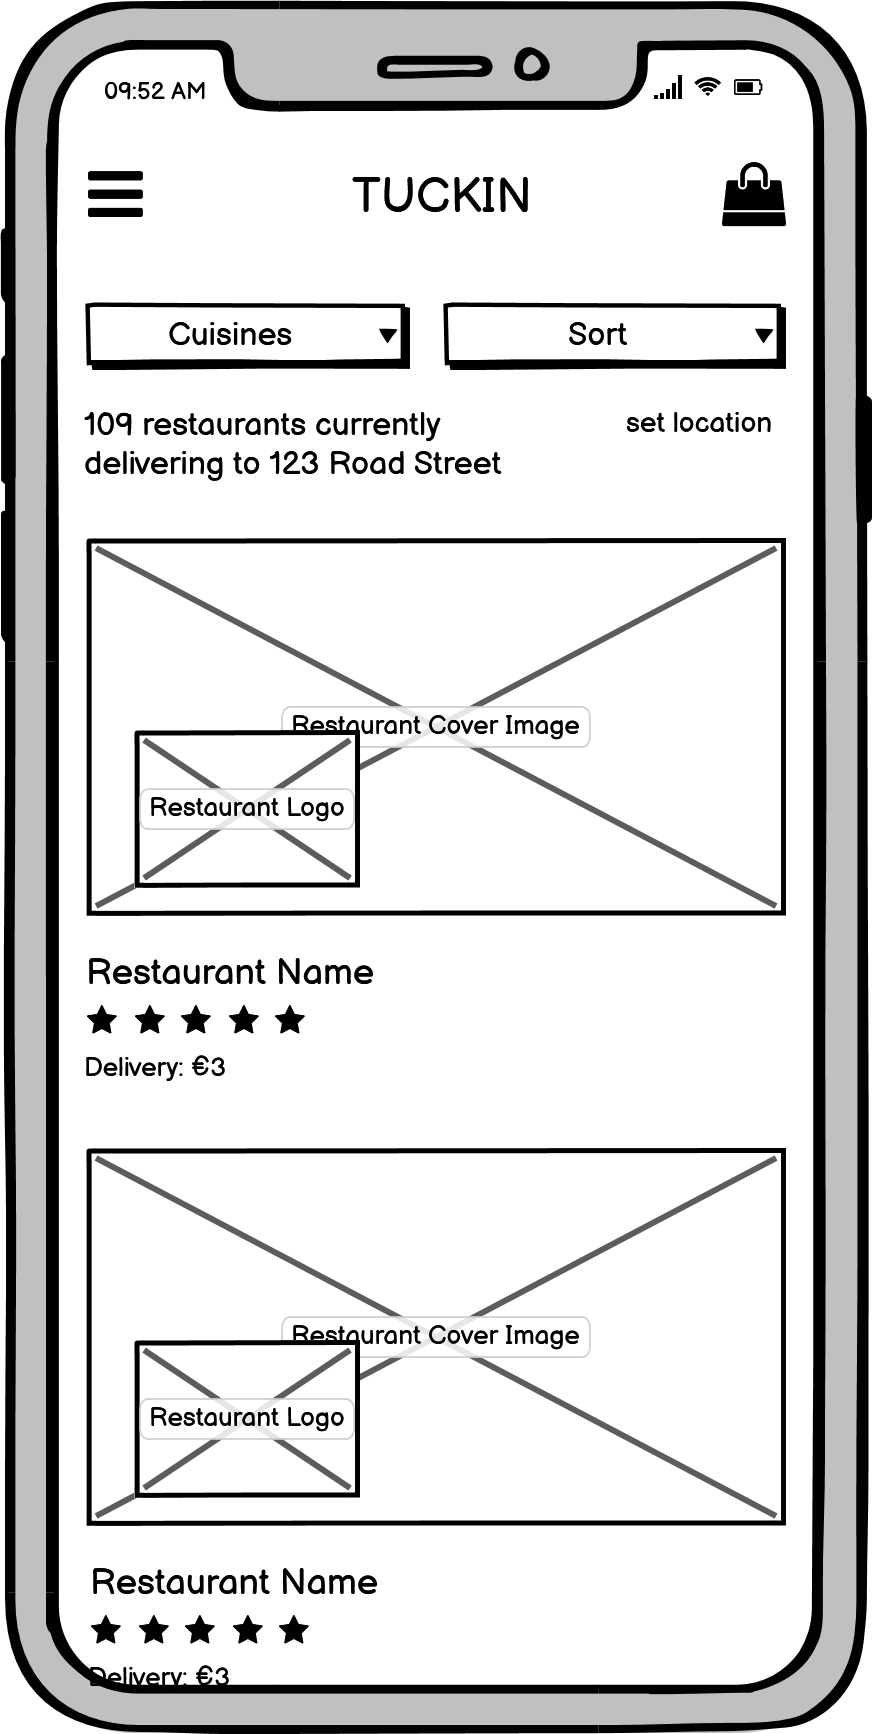 09:52 AM
TUCKIN
Cuisines
Sort
109 restaurants currently
delivering to 123 Road Street
set location
Restaurant Cover Image
Restaurant Logo
Restaurant Name
Delivery: €3
Restaurant Cover Image
Restaurant Logo
Restaurant Name
Delivery: €3